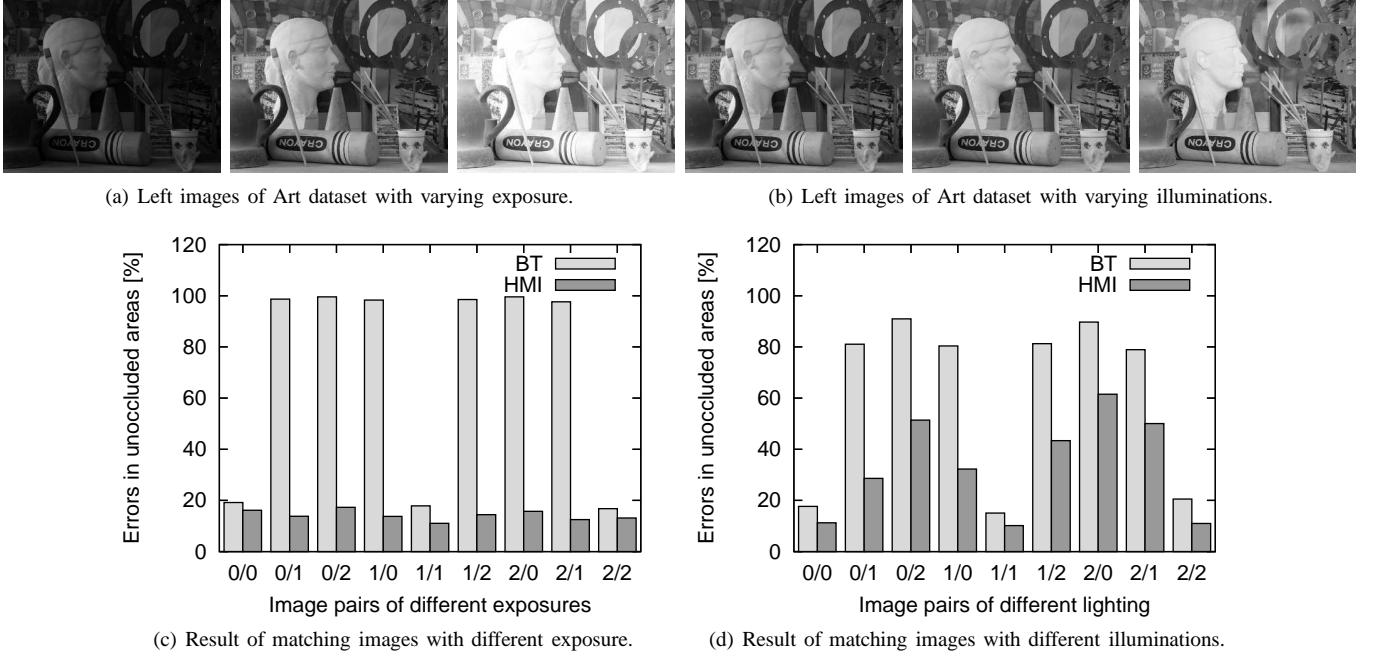 CRAYON
CRAYON
CRAYON
CRAYON
CRAYON
(a) Left images of Art dataset with varying exposure.
(b) Left images of Art dataset with varying illuminations.
Errors in unoccluded areas [%]
120
100
80
60
40
20
0
BT
HMI
0/0 0/1 0/2 1/0 1/1 1/2 2/0 2/1 2/2
Image pairs of different exposures
(c) Result of matching images with different exposure.
Errors in unoccluded areas [%]
120
100
80
60
40
20
0
BT
HMI
0/0 0/1 0/2 1/0 1/1 1/2 2/0 2/1 2/2
Image pairs of different lighting
(d) Result of matching images with different illuminations.